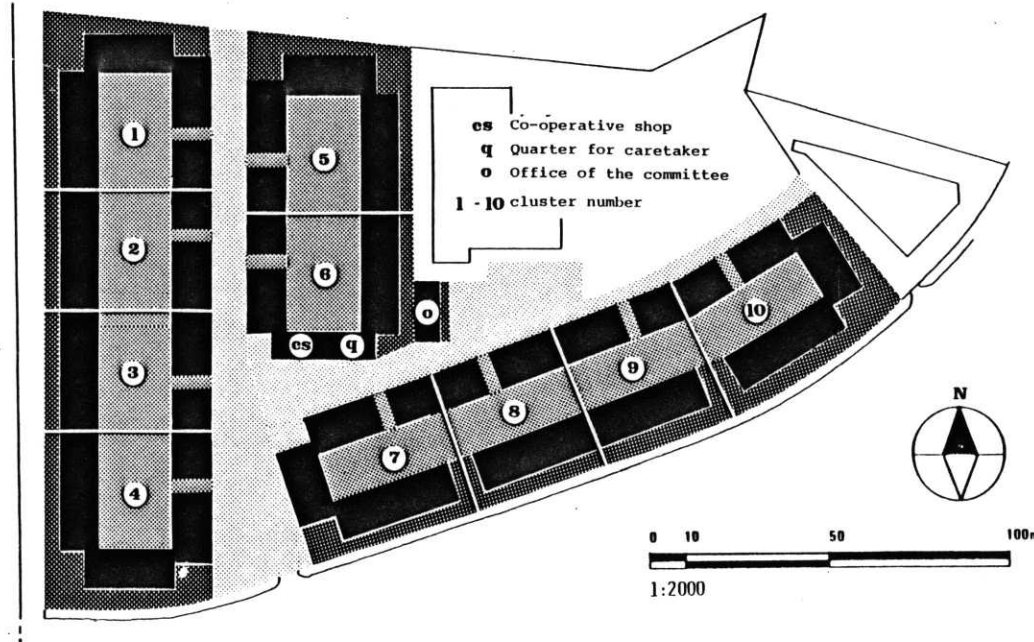 1
2
3
4
5
6
cs q
o
cs Co-operative shop
q Quarter for caretaker
o Office of the committee
1 - 10 cluster number
7
8
9
10
N
0 10 50 100m
1:2000